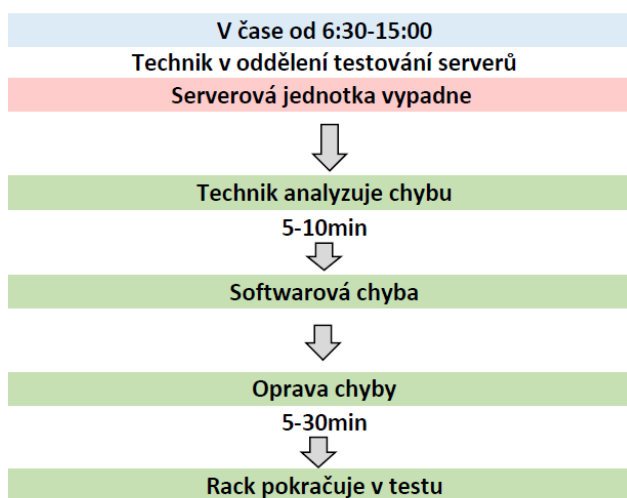 V čase od 6:30-15:00
Technik v oddělení testování serverů
Serverová jednotka vypadne
Technik analyzuje chybu
5-10min
Softwarová chyba
Oprava chyby
5-30min
Rack pokračuje v testu